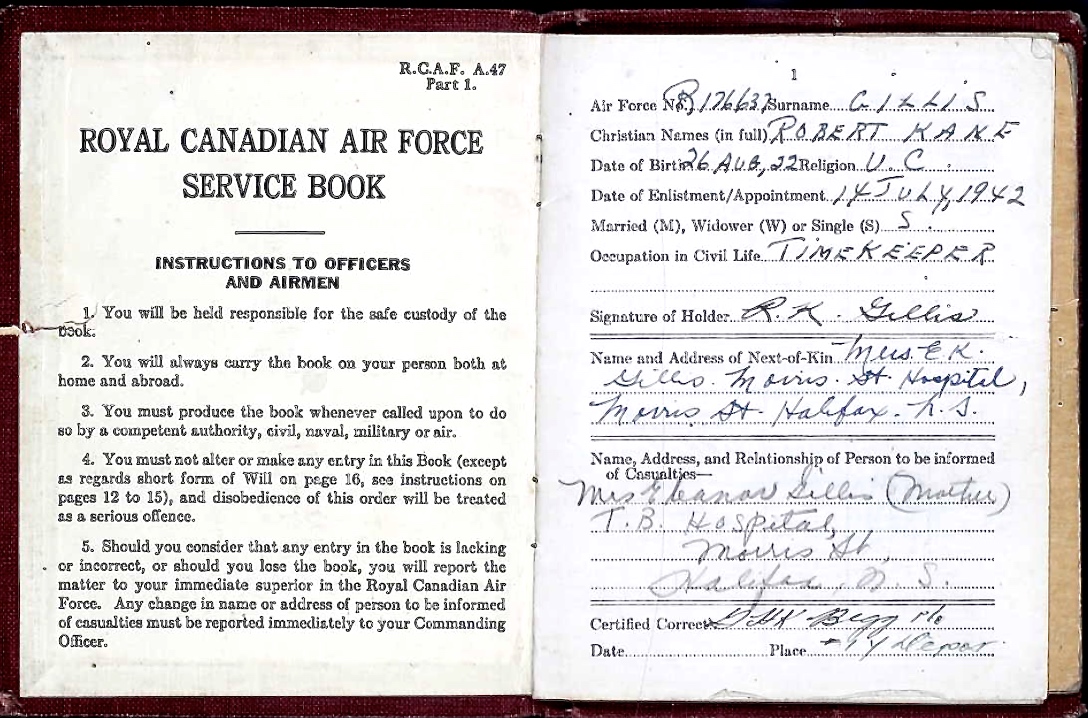 R.C.A.F. A.47
Part 1.
ROYAL CANADIAN AIR FORCE
SERVICE BOOK
INSTRUCTIONS TO OFFICERS
AND AIRMEN
1. You will be held responsible for the safe custody of the
book.
2. You will always carry the book on your person both at
home and abroad.
3. You must produce the book whenever called upon to do
so by a competent authority, civil, naval, military or air.
4. You must not alter or make any entry in this Book (except
as regards short form of Will on page 16, see instructions on
pages 12 to 15), and disobedience of this order will be treated
as a serious offence.
5. Should you consider that any entry in the book is lacking
or incorrect, or should you lose the book, you will report the
matter to your immediate superior in the Royal Canadian Air
Force. Any change in name or address of person to be informed
of casualties must be reported immediately to your Commanding
Officer.
1
Air Force No. R,176637 Surname GILLIS
Christian Names (in full) ROBERT KANE
Date of Birth 26 AUG, 22 Religion U.C.
Date of Enlistment/Appointment 14 JULY, 1942
Married (M), Widower (W) or Single (S) S.
Occupation in Civil Life TIMEKEEPER
Signature of Holder R.K. Gillis
Name and Address of Next-of-Kin Mrs. E K.
Gillis. Morris. St. Hospital,
Morris St. Halifax. N.S.
Name, Address, and Relationship of Person to be informed
of Casualties—
Mrs Eleanor Gillis (Mother)
T.B. Hospital,
Morris St,
Halifax, N.S.
Certified Correct Begg
Date Place Depot